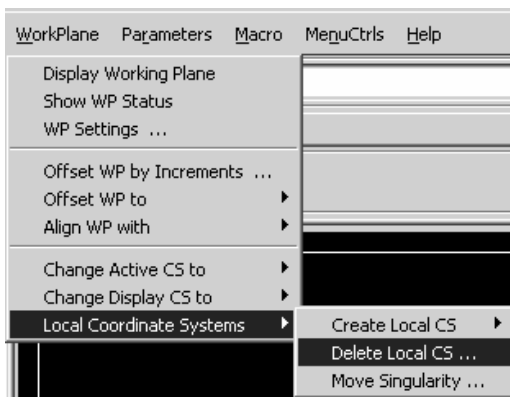 WorkPlane Parameters Macro MenuCtrls Help
Display Working Plane
Show WP Status
WP Settings ...
Offset WP by Increments ...
Offset WP to
Align WP with
Change Active CS to
Change Display CS to
Local Coordinate Systems
Create Local CS
Delete Local CS ...
Move Singularity ...